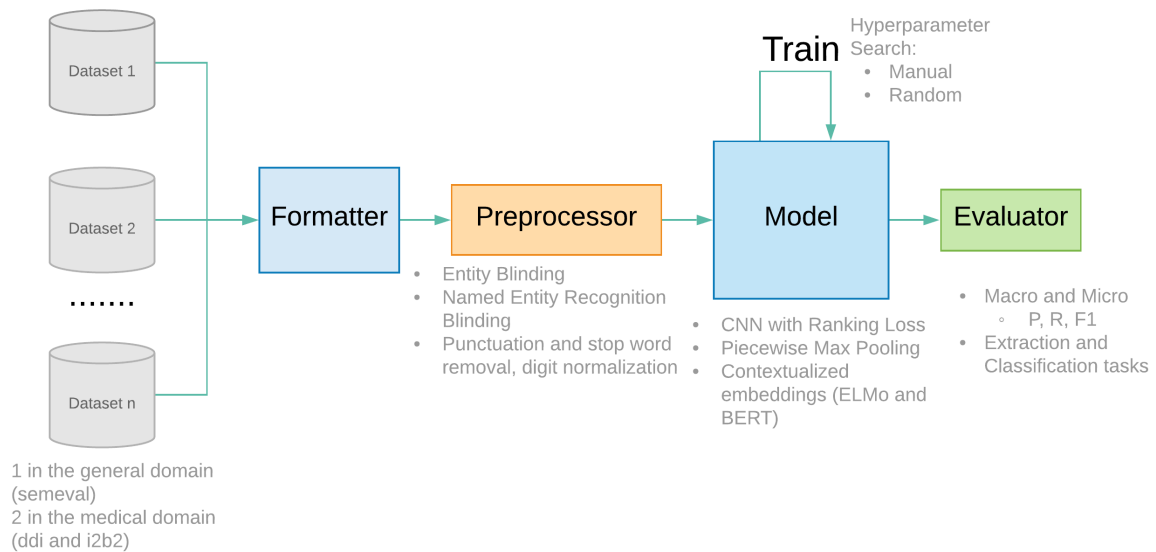 Dataset 1
Dataset 2
.......
Dataset n
1 in the general domain
(semeval)
2 in the medical domain
(ddi and i2b2)
Formatter
Preprocessor
• Entity Blinding
• Named Entity Recognition
Blinding
• Punctuation and stop word
removal, digit normalization
Train
Hyperparameter
Search:
• Manual
• Random
Model
• CNN with Ranking Loss
• Piecewise Max Pooling
• Contextualized
embeddings (ELMo and
BERT)
Evaluator
• Macro and Micro
◦ P, R, F1
• Extraction and
Classification tasks